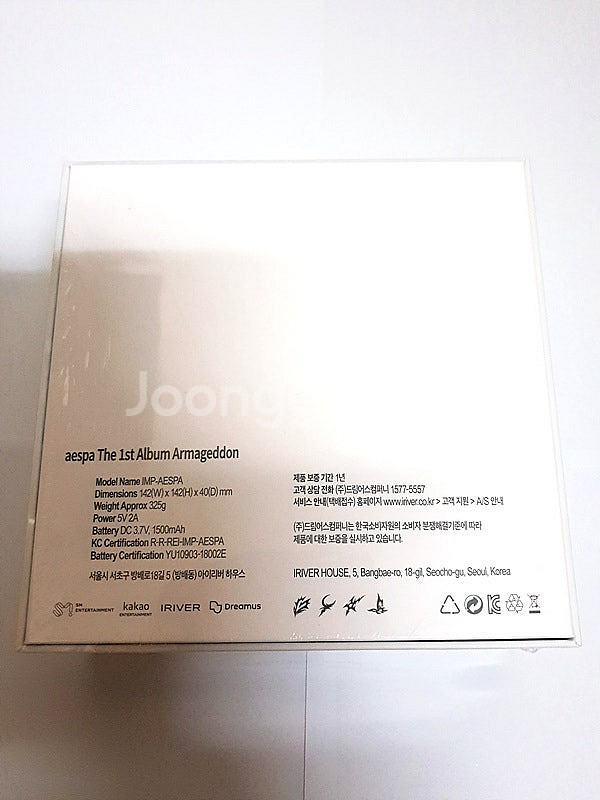 Joong
aespa The 1st Album Armageddon
Model Name IMP-AESPA
Dimensions 142(W) x 142(H) x 40(D) mm
Weight Approx 325g
Power 5V 2A
Battery DC 3.7V, 1500mAh
KC Certification R-R-REI-IMP-AESPA
Battery Certification YU10903-18002E
서울시 서초구 방배로18길 5 (방배동) 아이리버 하우스
SM ENTERTAINMENT kakao ENTERTAINMENT IRIVER Dreamus
제품 보증 기간 1년
고객 상담 전화 (주)드림어스컴퍼니 1577-5557
서비스 안내(택배접수) 홈페이지 www.iriver.co.kr > 고객 지원 > A/S 안내
(주)드림어스컴퍼니는 한국소비자원의 소비자 분쟁해결기준에 따라
제품에 대한 보증을 실시하고 있습니다.
IRIVER HOUSE, 5, Bangbae-ro, 18-gil, Seocho-gu, Seoul, Korea